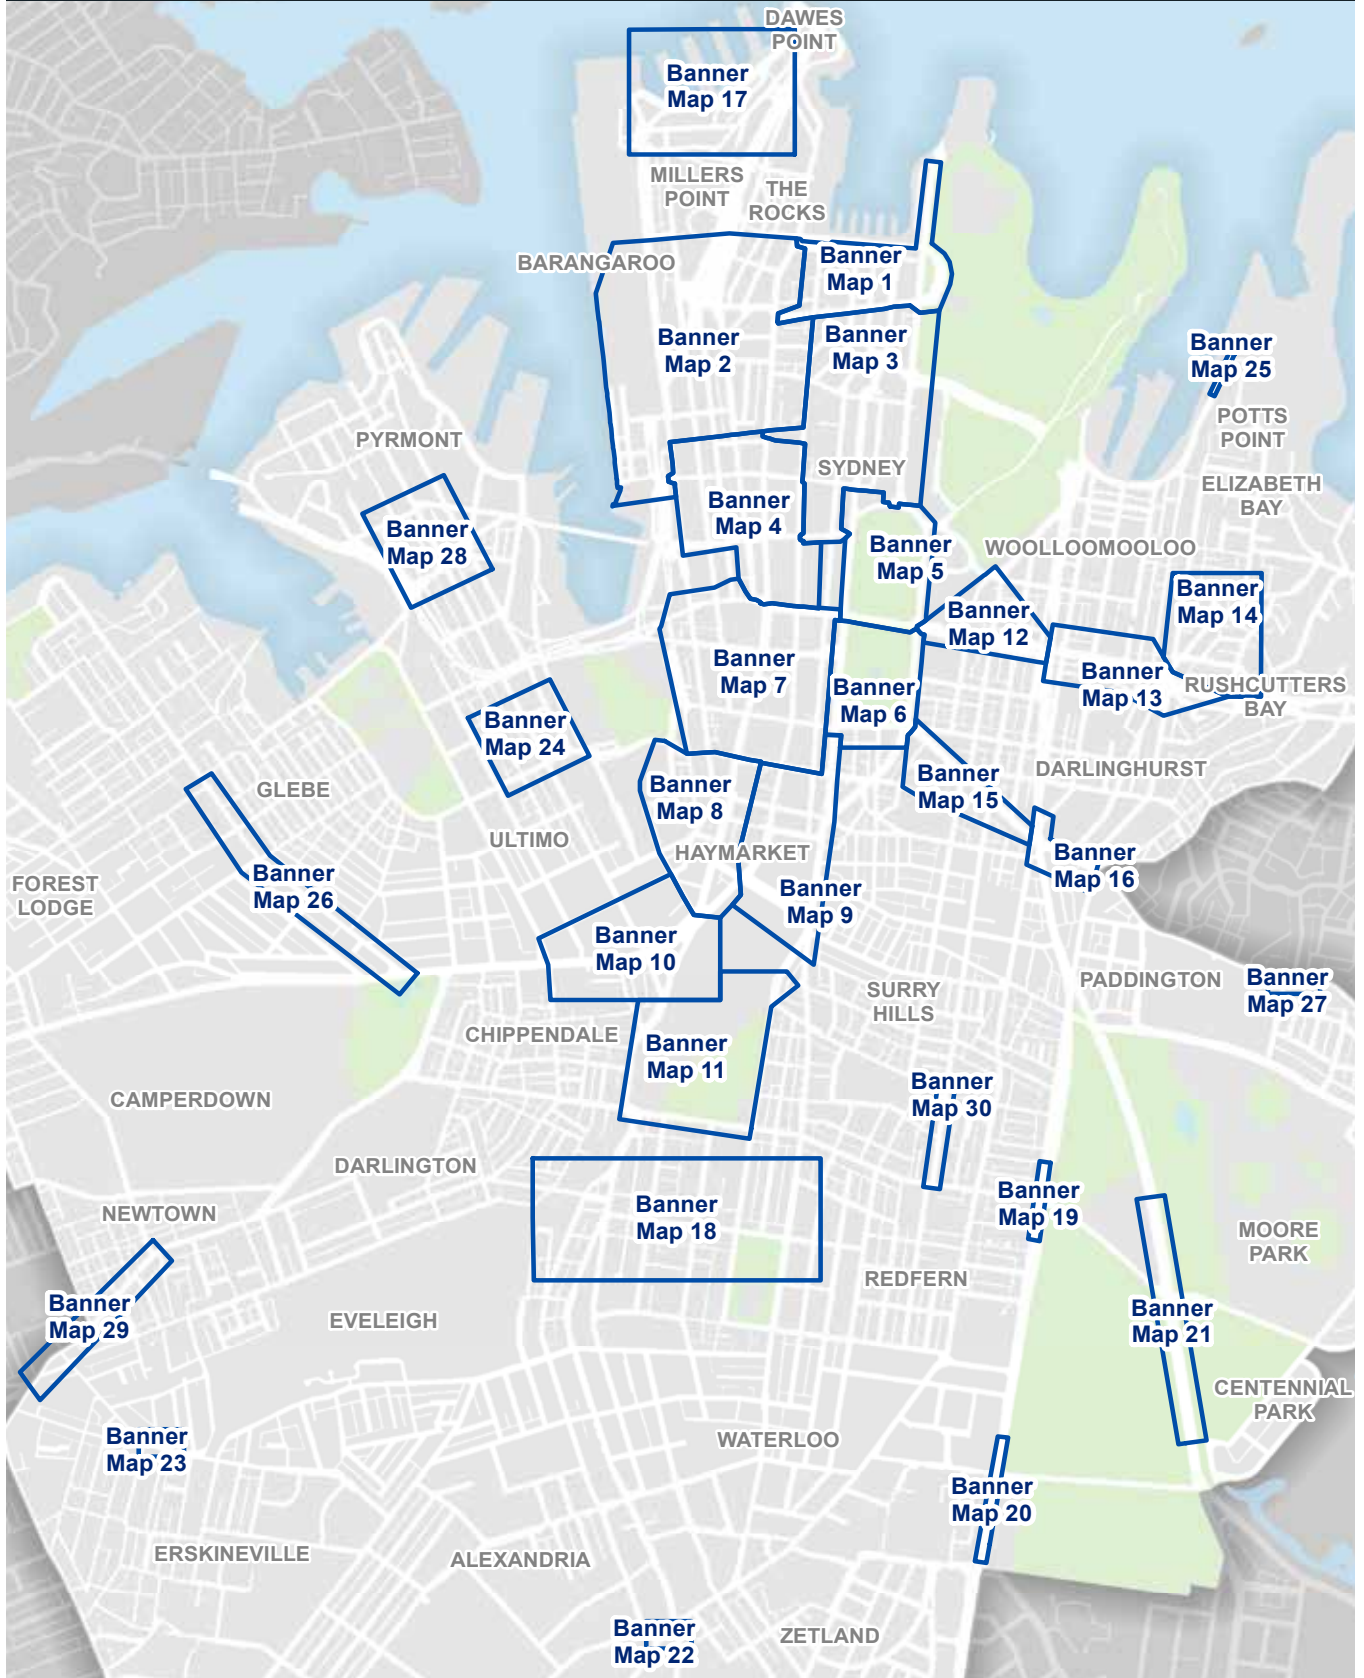 DAWES
POINT
Banner
Map 17
MILLERS
POINT
THE
ROCKS
BARANGAROO
Banner
Map 1
Banner
Map 2
Banner
Map 3
Banner
Map 25
PYRMONT
POTTS
POINT
SYDNEY
ELIZABETH
BAY
Banner
Map 4
Banner
Map 28
Banner
Map 5
WOOLLOOMOOLOO
Banner
Map 12
Banner
Map 14
Banner
Map 7
Banner
Map 6
Banner
Map 13
RUSHCUTTERS
BAY
Banner
Map 24
GLEBE
Banner
Map 8
Banner
Map 15
DARLINGHURST
ULTIMO
HAYMARKET
Banner
Map 16
FOREST
LODGE
Banner
Map 26
Banner
Map 9
Banner
Map 10
SURRY
HILLS
PADDINGTON
Banner
Map 27
CHIPPENDALE
Banner
Map 11
CAMPERDOWN
Banner
Map 30
DARLINGTON
NEWTOWN
Banner
Map 18
Banner
Map 19
MOORE
PARK
REDFERN
Banner
Map 29
EVELEIGH
Banner
Map 21
CENTENNIAL
PARK
Banner
Map 23
WATERLOO
Banner
Map 20
ERSKINEVILLE
ALEXANDRIA
Banner
Map 22
ZETLAND